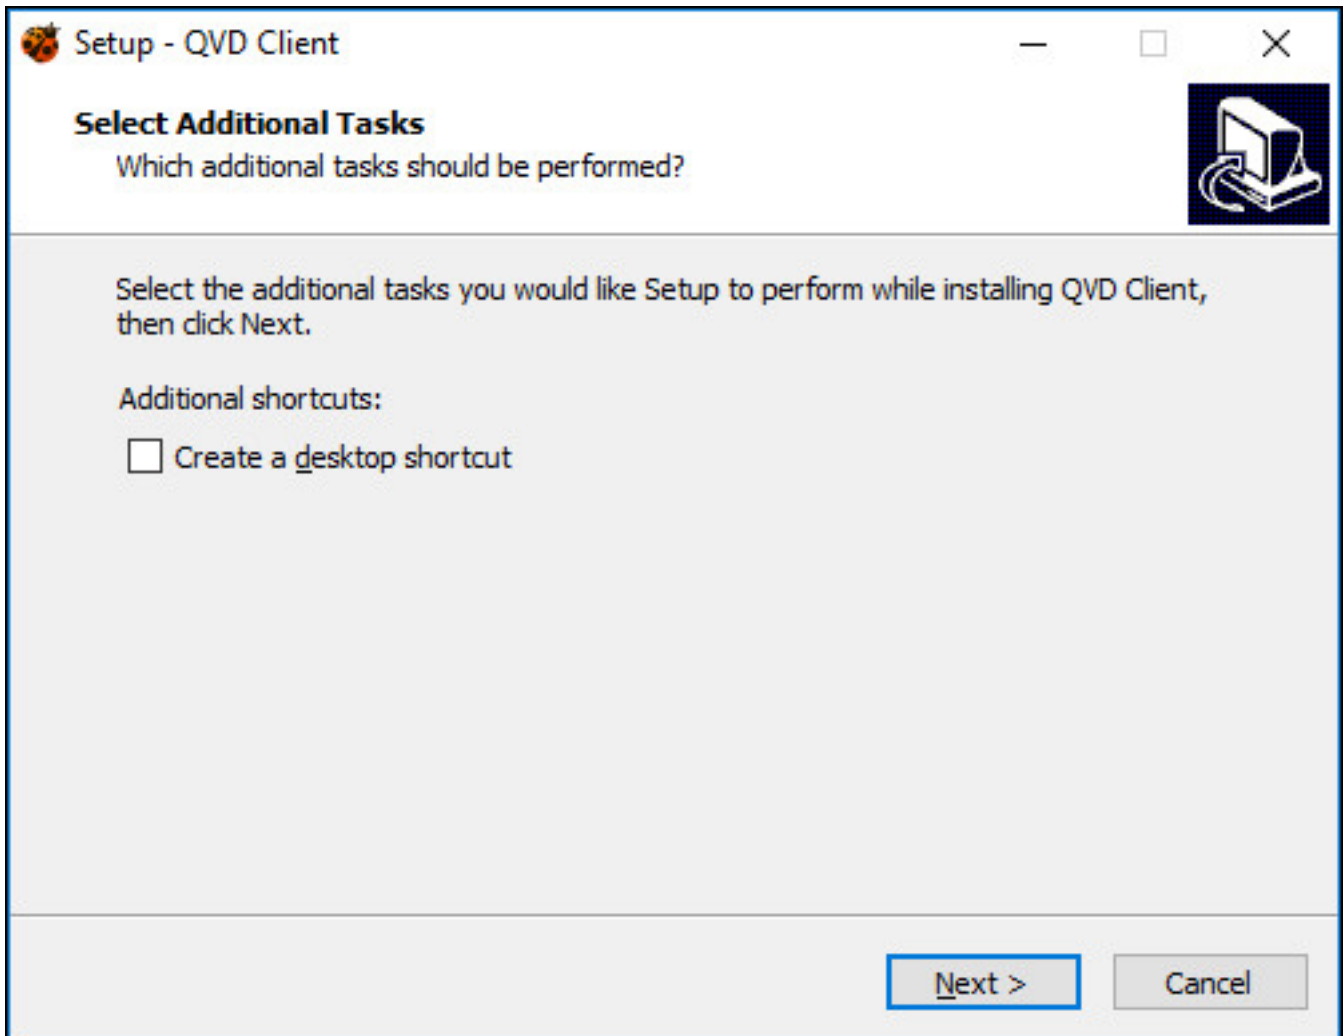 Setup - QVD Client
Select Additional Tasks
Which additional tasks should be performed?
Select the additional tasks you would like Setup to perform while installing QVD Client,
then click Next.
Additional shortcuts:
Create a desktop shortcut
Next >
Cancel